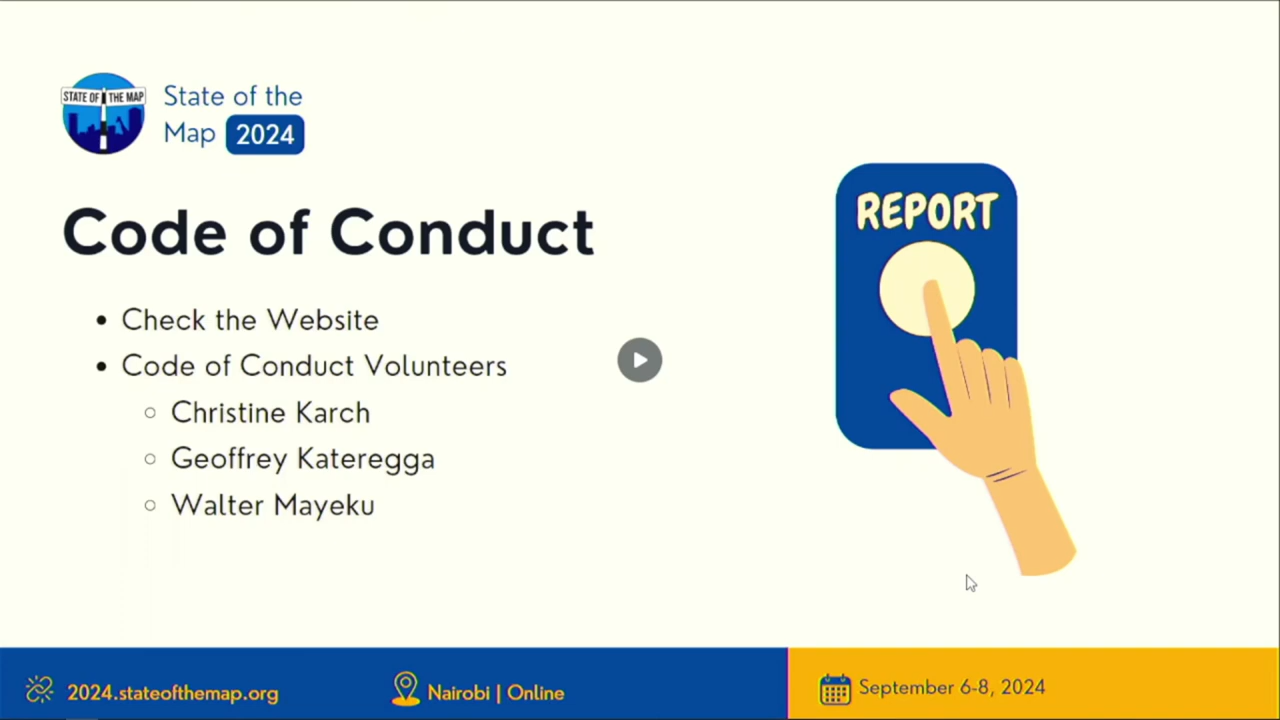 STATE OF THE MAP
State of the
Map 2024
Code of Conduct
• Check the Website
• Code of Conduct Volunteers
○ Christine Karch
○ Geoffrey Kateregga
○ Walter Mayeku
REPORT
2024.stateofthemap.org
Nairobi | Online
September 6-8, 2024